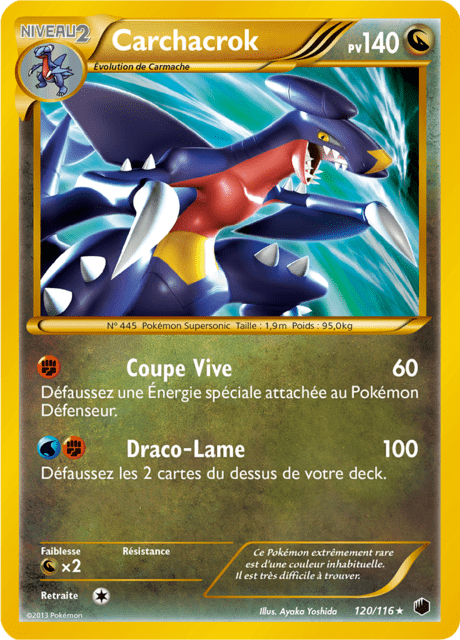 NIVEAU2
Carchacrok
PV140
Évolution de Carmache
N° 445 Pokémon Supersonic Taille : 1,9m Poids : 95,0kg
Coupe Vive 60
Défaussez une Énergie spéciale attachée au Pokémon
Défenseur.
Draco-Lame 100
Défaussez les 2 cartes du dessus de votre deck.
Faiblesse Résistance
×2
Retraite
Ce Pokémon extrêmement rare
est d'une couleur inhabituelle.
Il est très difficile à trouver.
©2013 Pokémon
Illus. Ayaka Yoshida 120/116 ★